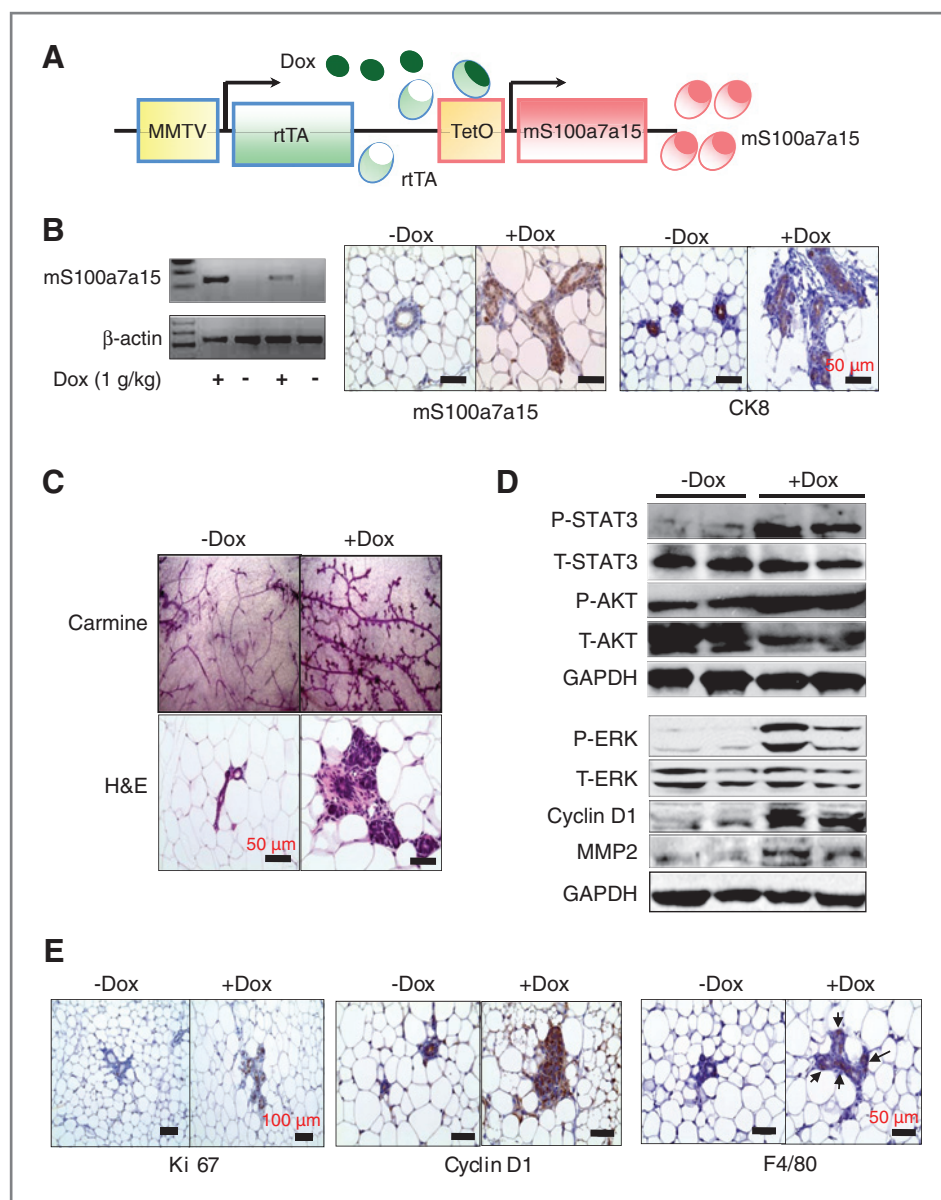 A
Dox
MMTV
rtTA
TetO
mS100a7a15
mS100a7a15
rtTA
B
-Dox +Dox -Dox +Dox
mS100a7a15
β-actin
Dox (1 g/kg) + - + -
50 μm
mS100a7a15
CK8
C
-Dox +Dox
Carmine
H&E
50 μm
D
-Dox +Dox
P-STAT3
T-STAT3
P-AKT
T-AKT
GAPDH
P-ERK
T-ERK
Cyclin D1
MMP2
GAPDH
E
-Dox +Dox -Dox +Dox -Dox +Dox
100 μm
50 μm
Ki 67
Cyclin D1
F4/80